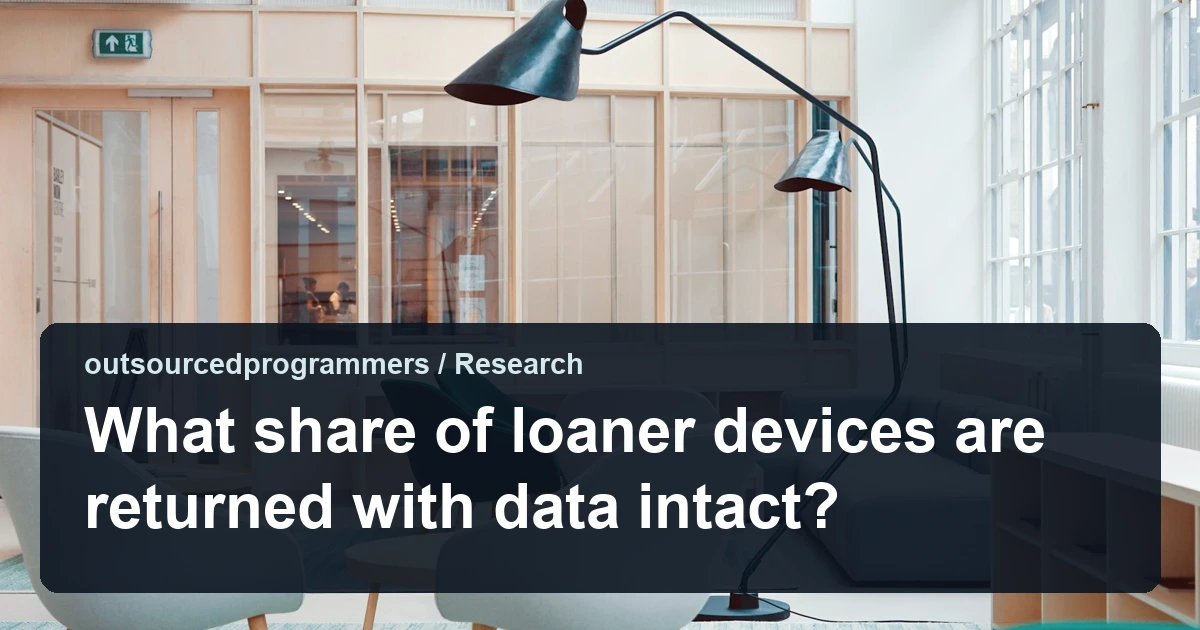 outsourcedprogrammers / Research
What share of loaner devices are
returned with data intact?